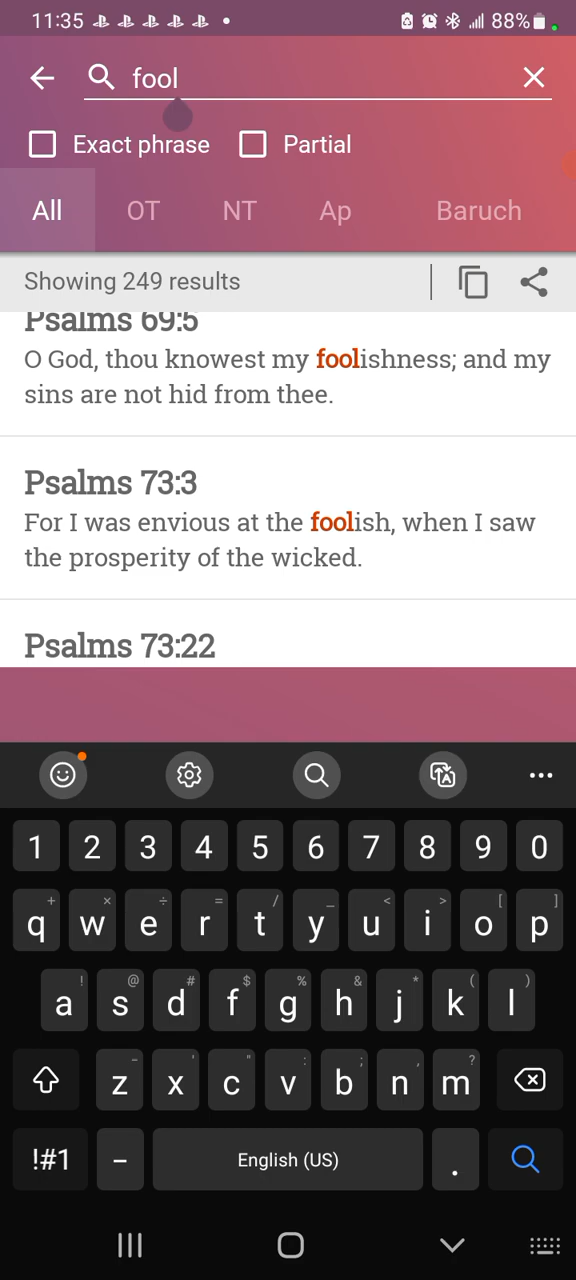 11:35
88%
fool
Exact phrase
Partial
All
OT
NT
Ap
Baruch
Showing 249 results
Psalms 69:5
O God, thou knowest my foolishness; and my
sins are not hid from thee.
Psalms 73:3
For I was envious at the foolish, when I saw
the prosperity of the wicked.
Psalms 73:22
1 2 3 4 5 6 7 8 9 0
+ × ÷ = / _ < > [ ]
q w e r t y u i o p
! @ # $ % & * ( )
a s d f g h j k l
- ' " : ; , ?
z x c v b n m
!#1 – English (US) .